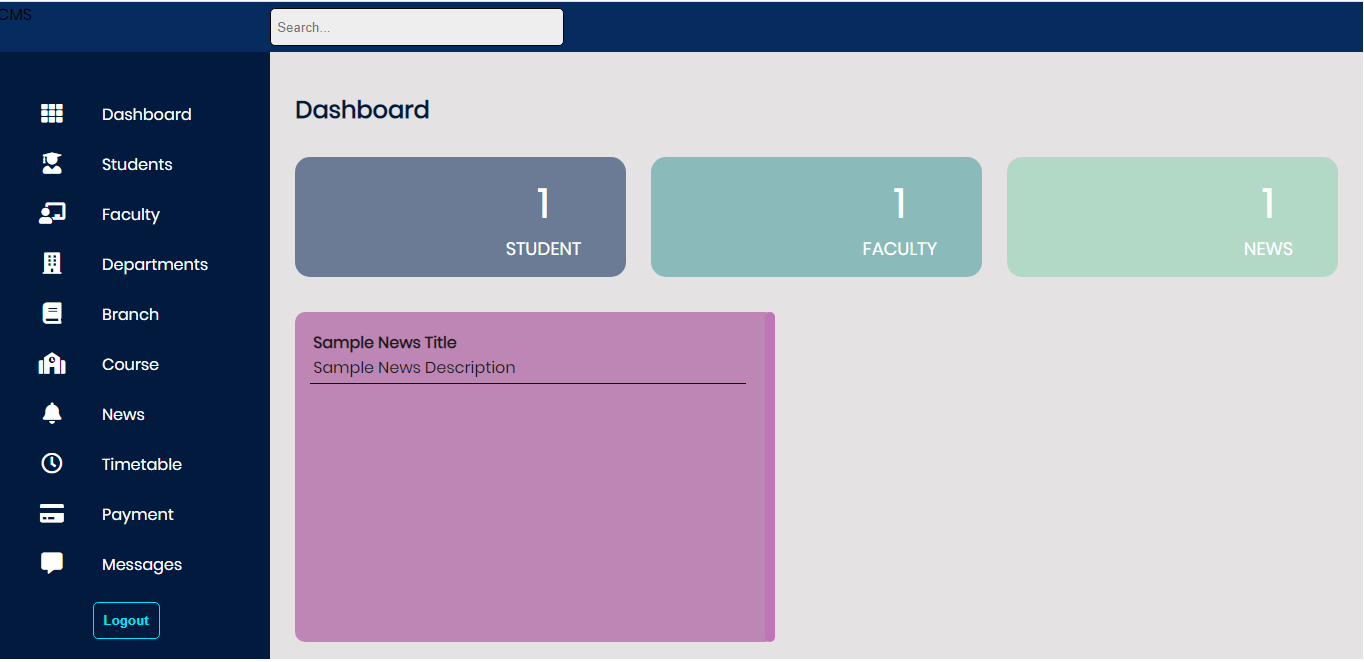 CMS
Search...
Dashboard
Students
Faculty
Departments
Branch
Course
News
Timetable
Payment
Messages
Logout
Dashboard
1
STUDENT
1
FACULTY
1
NEWS
Sample News Title
Sample News Description